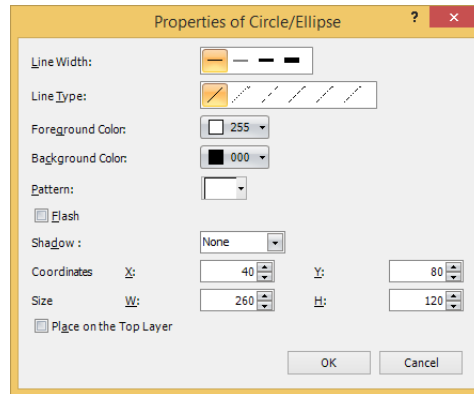 Properties of Circle/Ellipse ? ×
Line Width:
Line Type:
Foreground Color: 255
Background Color: 000
Pattern:
Flash
Shadow : None
Coordinates X: 40 Y: 80
Size W: 260 H: 120
Place on the Top Layer
OK Cancel